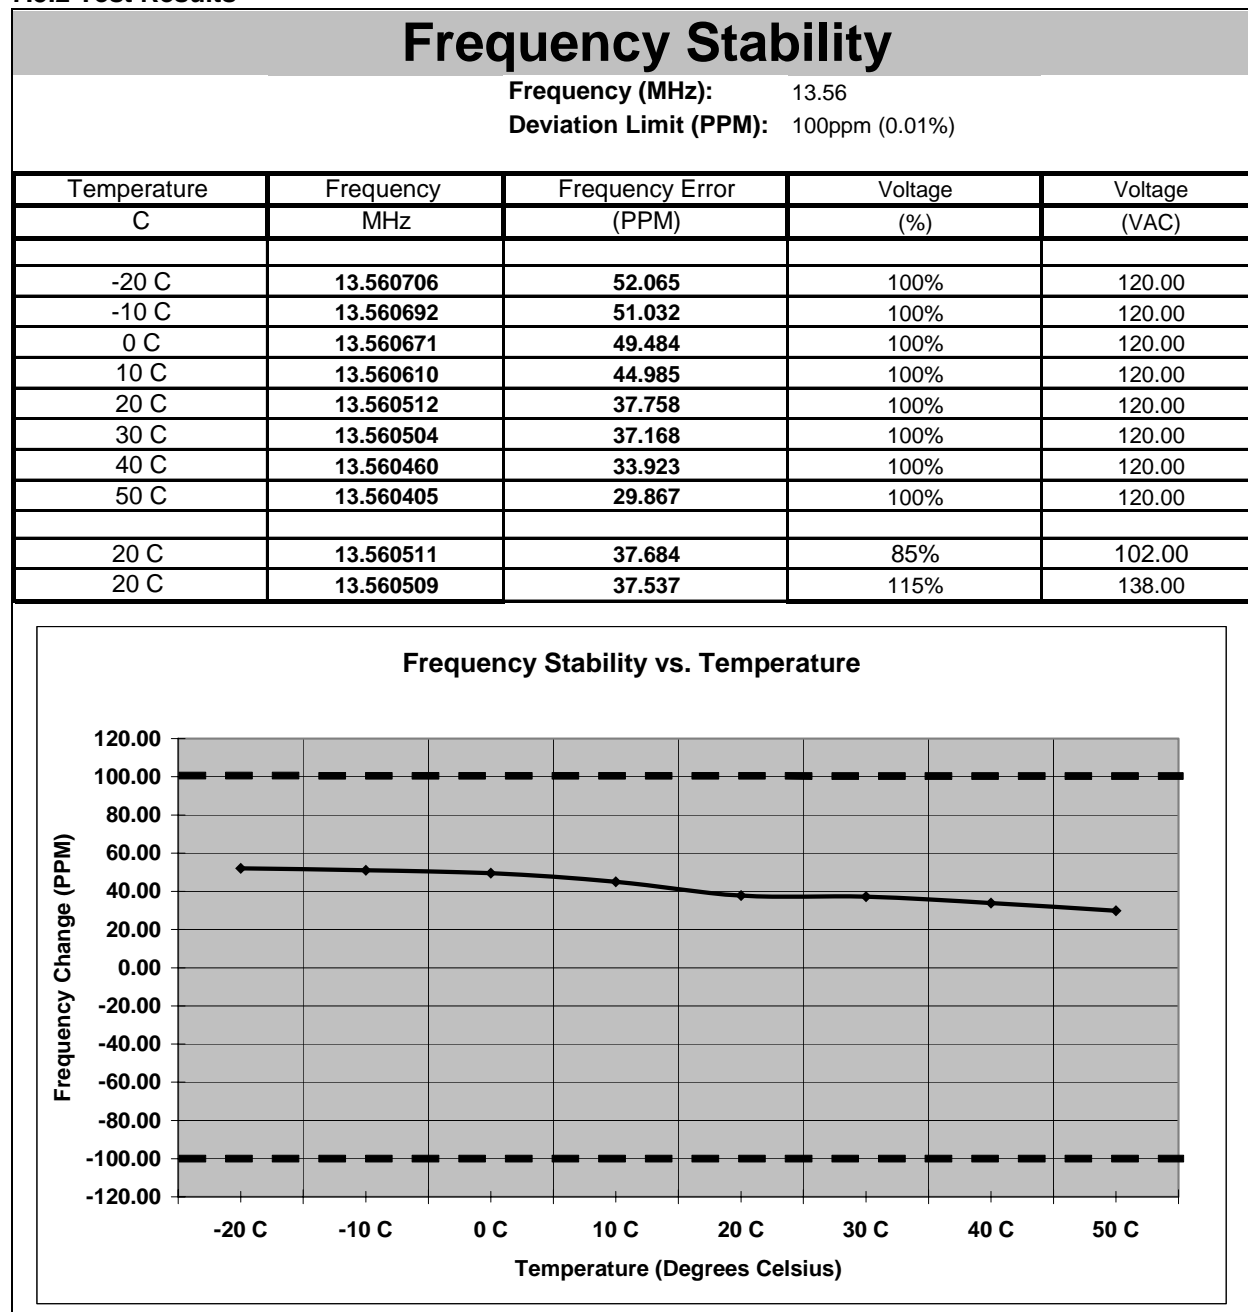 Frequency Stability
Frequency (MHz): 13.56
Deviation Limit (PPM): 100ppm (0.01%)
Temperature Frequency Frequency Error Voltage Voltage
C MHz (PPM) (%) (VAC)
-20 C 13.560706 52.065 100% 120.00
-10 C 13.560692 51.032 100% 120.00
0 C 13.560671 49.484 100% 120.00
10 C 13.560610 44.985 100% 120.00
20 C 13.560512 37.758 100% 120.00
30 C 13.560504 37.168 100% 120.00
40 C 13.560460 33.923 100% 120.00
50 C 13.560405 29.867 100% 120.00
20 C 13.560511 37.684 85% 102.00
20 C 13.560509 37.537 115% 138.00
Frequency Stability vs. Temperature
120.00
100.00
80.00
60.00
40.00
20.00
0.00
-20.00
-40.00
-60.00
-80.00
-100.00
-120.00
Frequency Change (PPM)
-20 C -10 C 0 C 10 C 20 C 30 C 40 C 50 C
Temperature (Degrees Celsius)